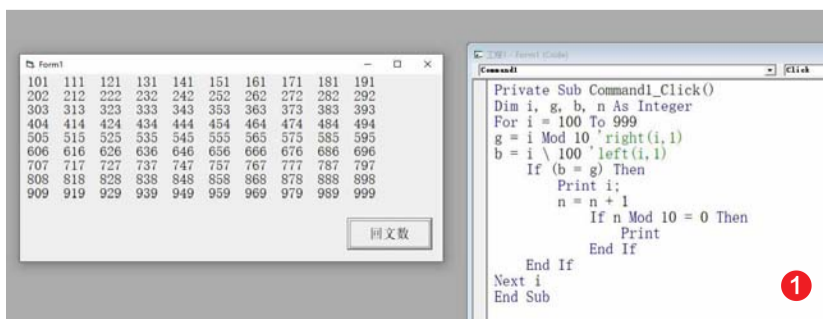 Form1
101 111 121 131 141 151 161 171 181 191
202 212 222 232 242 252 262 272 282 292
303 313 323 333 343 353 363 373 383 393
404 414 424 434 444 454 464 474 484 494
505 515 525 535 545 555 565 575 585 595
606 616 626 636 646 656 666 676 686 696
707 717 727 737 747 757 767 777 787 797
808 818 828 838 848 858 868 878 888 898
909 919 929 939 949 959 969 979 989 999
回文数
工程1 - Form1 (Code)
Command1 Click
Private Sub Command1_Click()
Dim i, g, b, n As Integer
For i = 100 To 999
g = i Mod 10 'right(i,1)
b = i \ 100 'left(i,1)
If (b = g) Then
Print i;
n = n + 1
If n Mod 10 = 0 Then
Print
End If
End If
Next i
End Sub
1